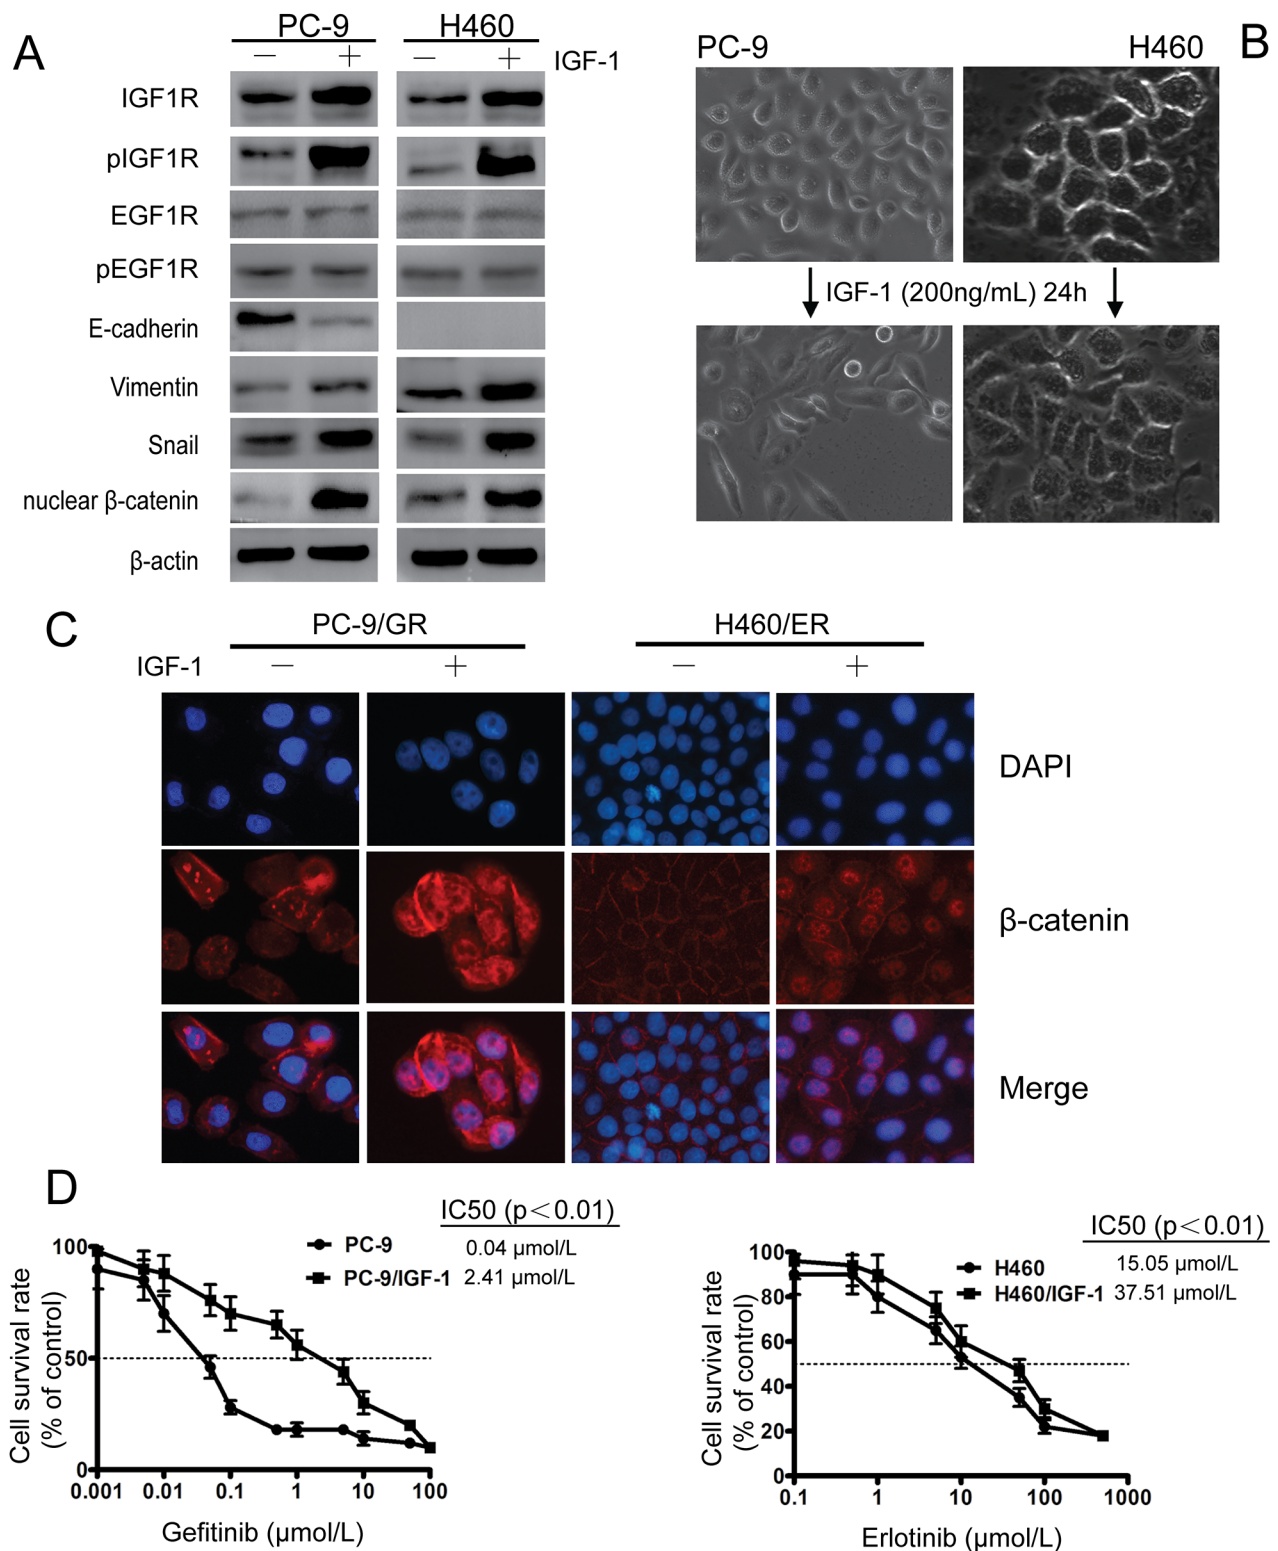 A
PC-9
H460
− + − + IGF-1
IGF1R
pIGF1R
EGF1R
pEGF1R
E-cadherin
Vimentin
Snail
nuclear β-catenin
β-actin
B
PC-9
H460
IGF-1 (200ng/mL) 24h
C
PC-9/GR
H460/ER
IGF-1 − + − +
DAPI
β-catenin
Merge
D
IC50 (p<0.01)
PC-9 0.04 μmol/L
PC-9/IGF-1 2.41 μmol/L
Cell survival rate
(% of control)
100
50
0
0.001 0.01 0.1 1 10 100
Gefitinib (μmol/L)
IC50 (p<0.01)
H460 15.05 μmol/L
H460/IGF-1 37.51 μmol/L
Cell survival rate
(% of control)
100
80
60
40
20
0
0.1 1 10 100 1000
Erlotinib (μmol/L)